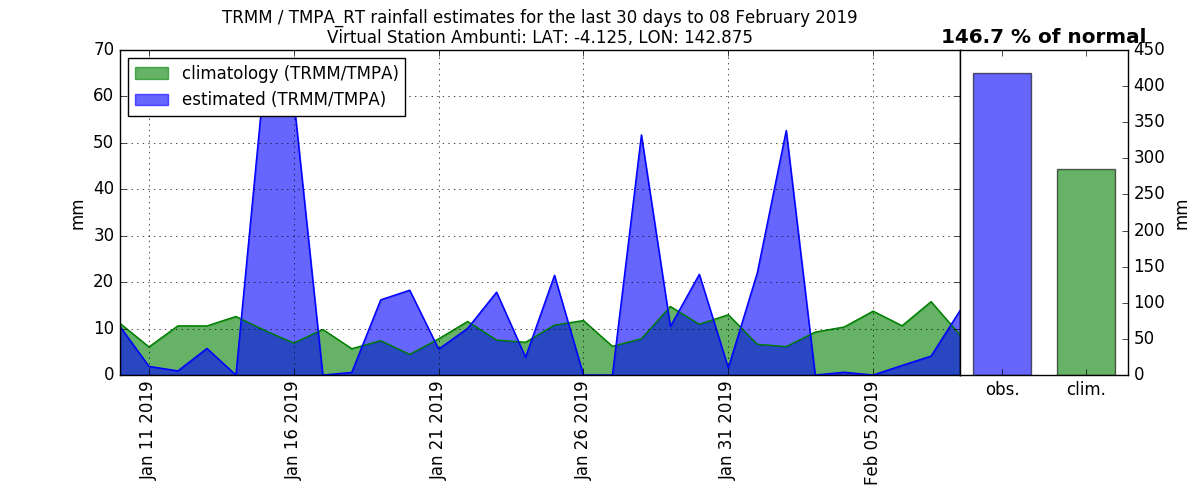 TRMM / TMPA_RT rainfall estimates for the last 30 days to 08 February 2019
Virtual Station Ambunti: LAT: -4.125, LON: 142.875
146.7 % of normal
climatology (TRMM/TMPA)
estimated (TRMM/TMPA)
70
60
50
40
30
20
10
0
mm
Jan 11 2019
Jan 16 2019
Jan 21 2019
Jan 26 2019
Jan 31 2019
Feb 05 2019
obs.
clim.
450
400
350
300
250
200
150
100
50
0
mm